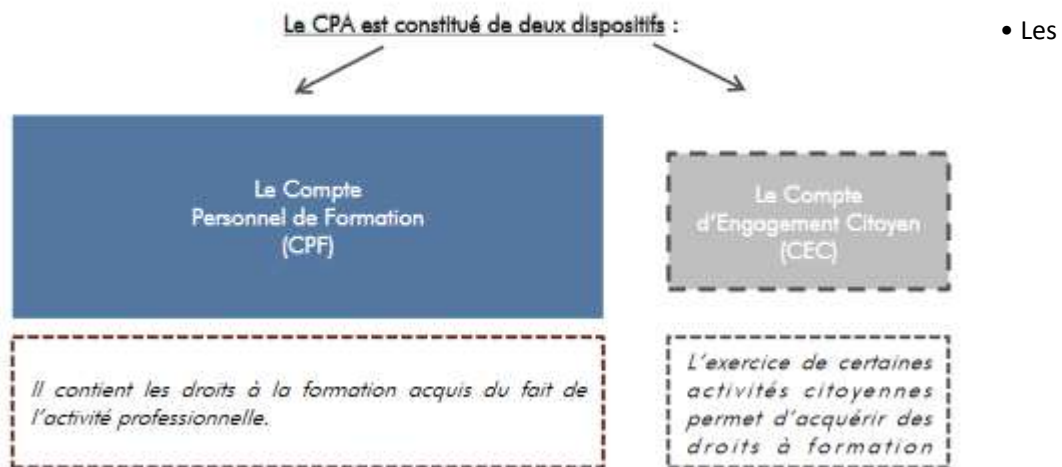 Le CPA est constitué de deux dispositifs :
• Les
Le Compte
Personnel de Formation
(CPF)
Le Compte
d'Engagement Citoyen
(CEC)
Il contient les droits à la formation acquis du fait de
l'activité professionnelle.
L'exercice de certaines
activités citoyennes
permet d'acquérir des
droits à formation